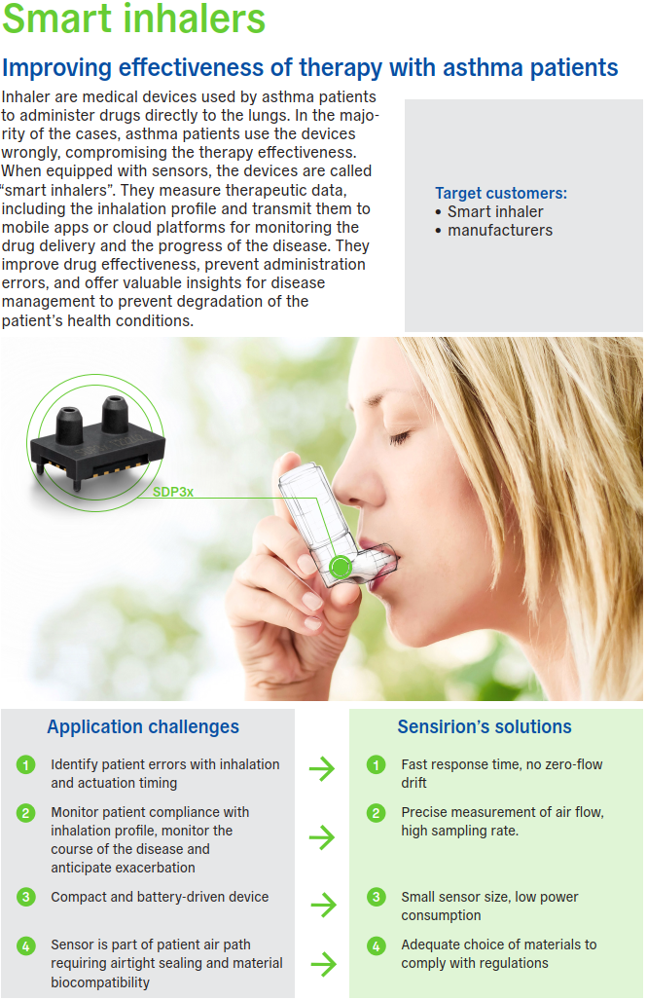 Smart inhalers
Improving effectiveness of therapy with asthma patients
Inhaler are medical devices used by asthma patients
to administer drugs directly to the lungs. In the majo-
rity of the cases, asthma patients use the devices
wrongly, compromising the therapy effectiveness.
When equipped with sensors, the devices are called
“smart inhalers”. They measure therapeutic data,
including the inhalation profile and transmit them to
mobile apps or cloud platforms for monitoring the
drug delivery and the progress of the disease. They
improve drug effectiveness, prevent administration
errors, and offer valuable insights for disease
management to prevent degradation of the
patient’s health conditions.
Target customers:
• Smart inhaler
• manufacturers
SDP3x
Application challenges
1 Identify patient errors with inhalation
and actuation timing
2 Monitor patient compliance with
inhalation profile, monitor the
course of the disease and
anticipate exacerbation
3 Compact and battery-driven device
4 Sensor is part of patient air path
requiring airtight sealing and material
biocompatibility
Sensirion’s solutions
1 Fast response time, no zero-flow
drift
2 Precise measurement of air flow,
high sampling rate.
3 Small sensor size, low power
consumption
4 Adequate choice of materials to
comply with regulations